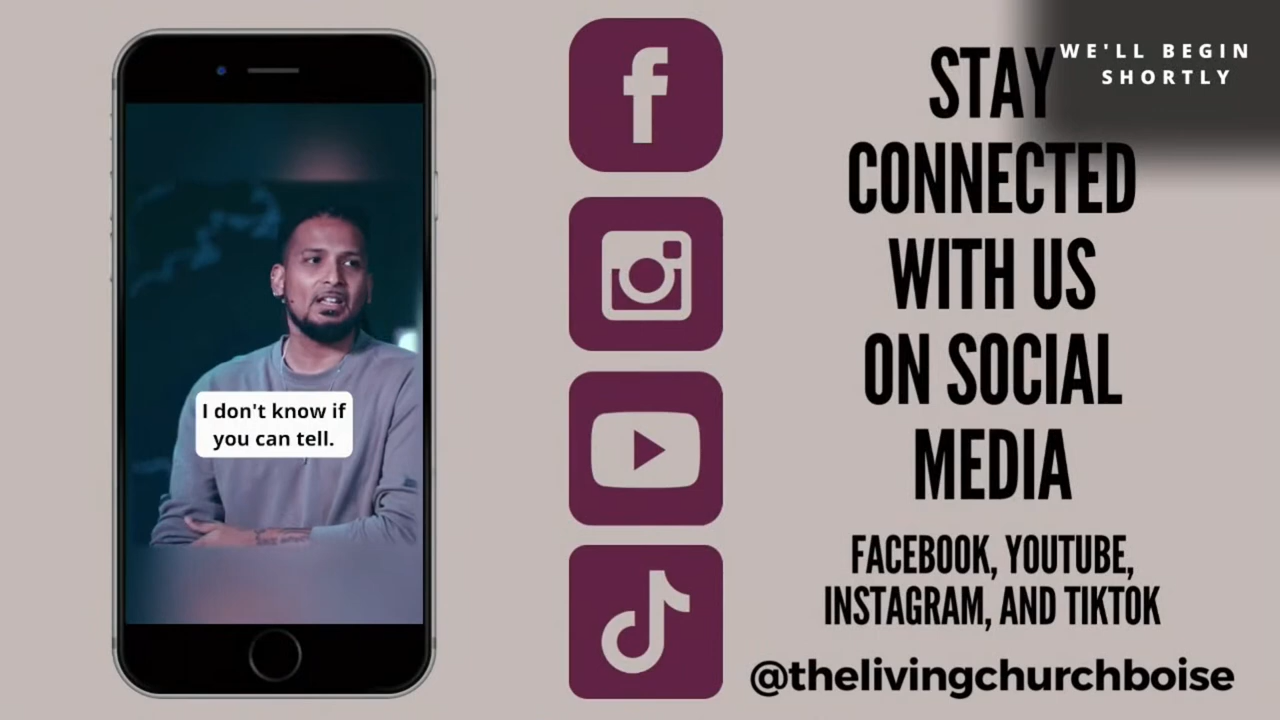 I don't know if
you can tell.
STAY
CONNECTED
WITH US
ON SOCIAL
MEDIA
FACEBOOK, YOUTUBE,
INSTAGRAM, AND TIKTOK
@thelivingchurchboise
WE'LL BEGIN
SHORTLY